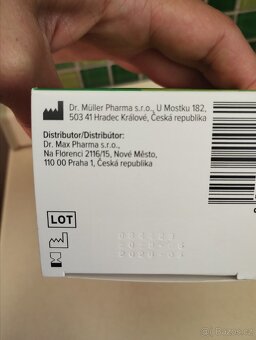 Dr. Müller Pharma s.r.o., U Mostku 182,
503 41 Hradec Králové, Česká republika
Distributor/Distribútor:
Dr. Max Pharma s.r.o.,
Na Florenci 2116/15, Nové Město,
110 00 Praha 1, Česká republika
LOT